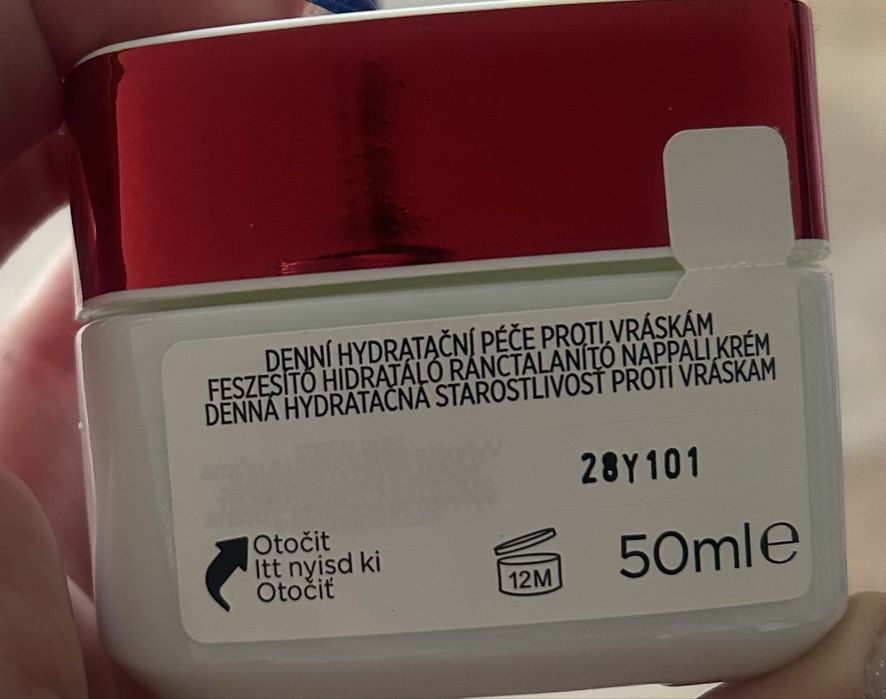 DENNÍ HYDRATAČNÍ PÉČE PROTI VRÁSKÁM
FESZESÍTŐ HIDRATÁLÓ RÁNCTALANÍTÓ NAPPALI KRÉM
DENNÁ HYDRATAČNÁ STAROSTLIVOSŤ PROTI VRÁSKAM
28Y101
Otočit
Itt nyisd ki
Otočiť
12M
50ml e